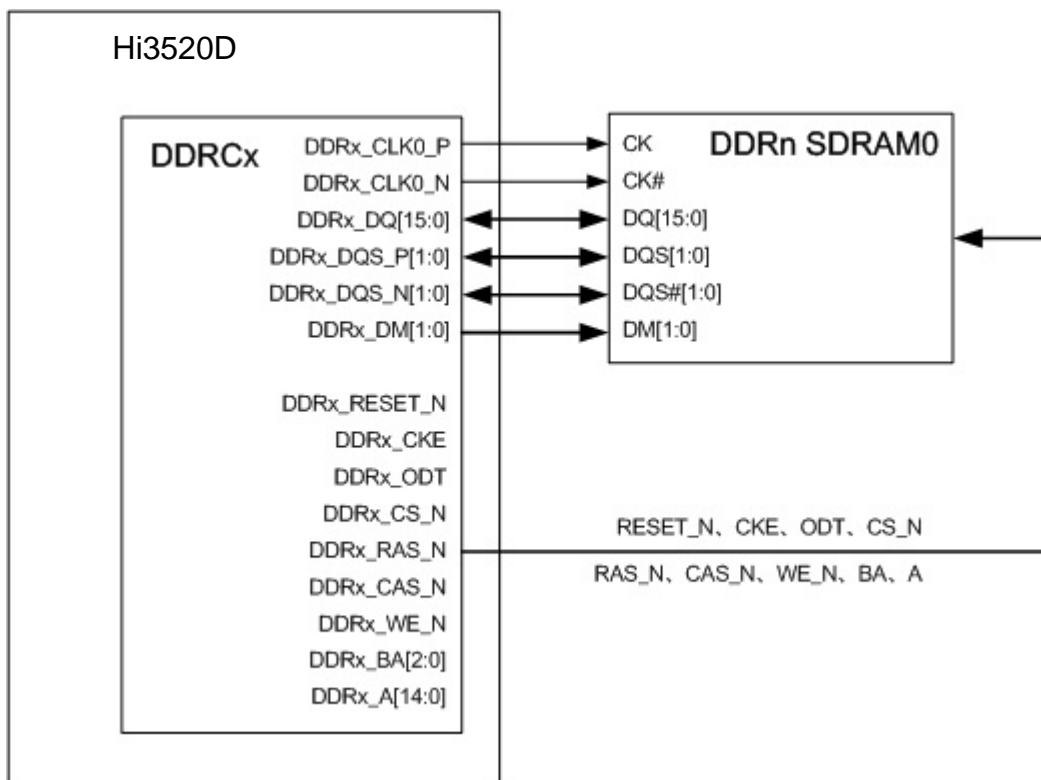 Hi3520D
DDRCx
DDRx_CLK0_P
DDRx_CLK0_N
DDRx_DQ[15:0]
DDRx_DQS_P[1:0]
DDRx_DQS_N[1:0]
DDRx_DM[1:0]
DDRx_RESET_N
DDRx_CKE
DDRx_ODT
DDRx_CS_N
DDRx_RAS_N
DDRx_CAS_N
DDRx_WE_N
DDRx_BA[2:0]
DDRx_A[14:0]
DDRn SDRAM0
CK
CK#
DQ[15:0]
DQS[1:0]
DQS#[1:0]
DM[1:0]
RESET_N、CKE、ODT、CS_N
RAS_N、CAS_N、WE_N、BA、A